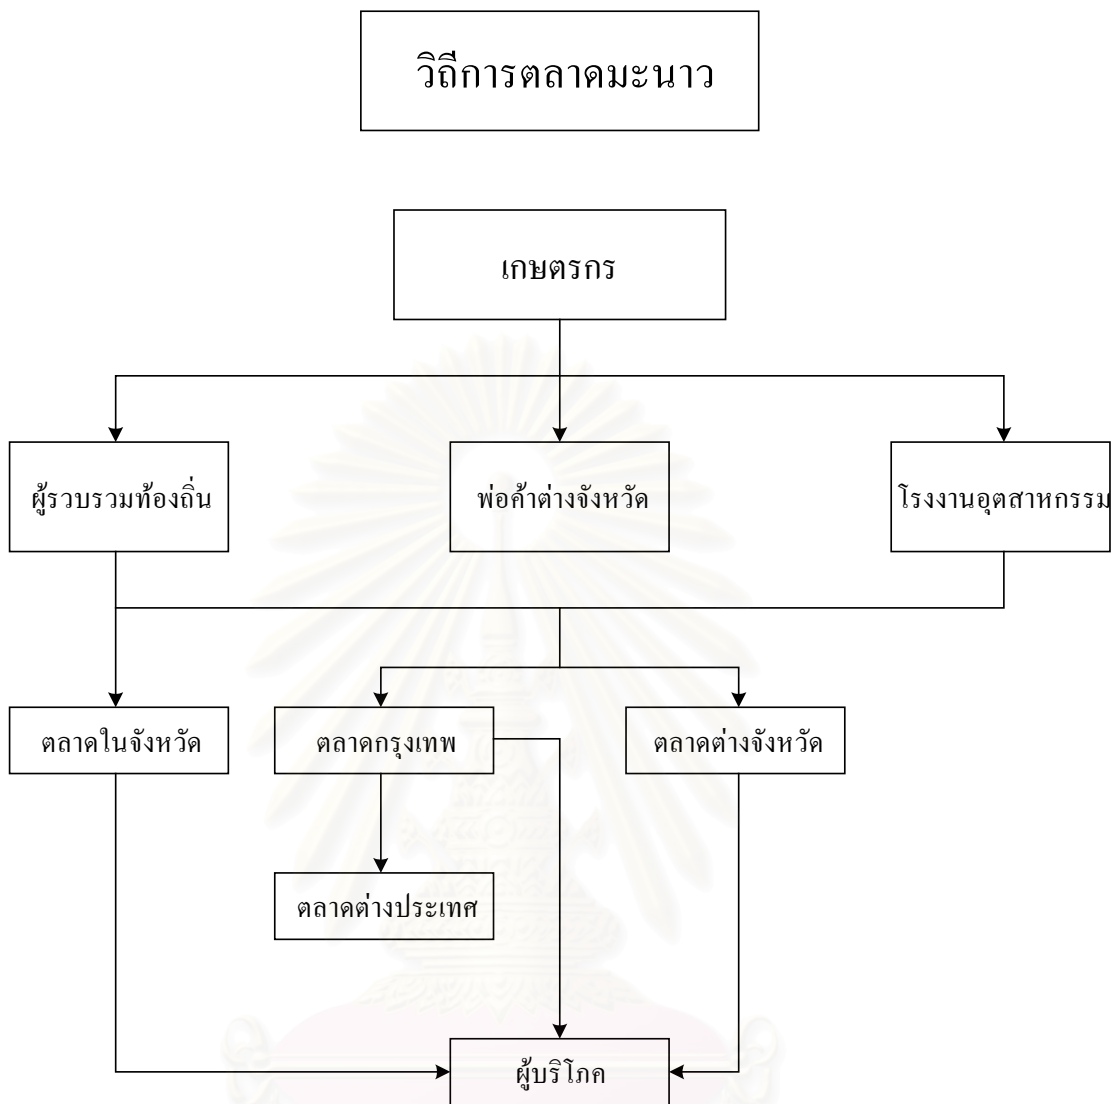 วิถีการตลาดมะนาว
เกษตรกร
ผู้รวบรวมท้องถิ่น
พ่อค้าต่างจังหวัด
โรงงานอุตสาหกรรม
ตลาดในจังหวัด
ตลาดกรุงเทพ
ตลาดต่างจังหวัด
ตลาดต่างประเทศ
ผู้บริโภค